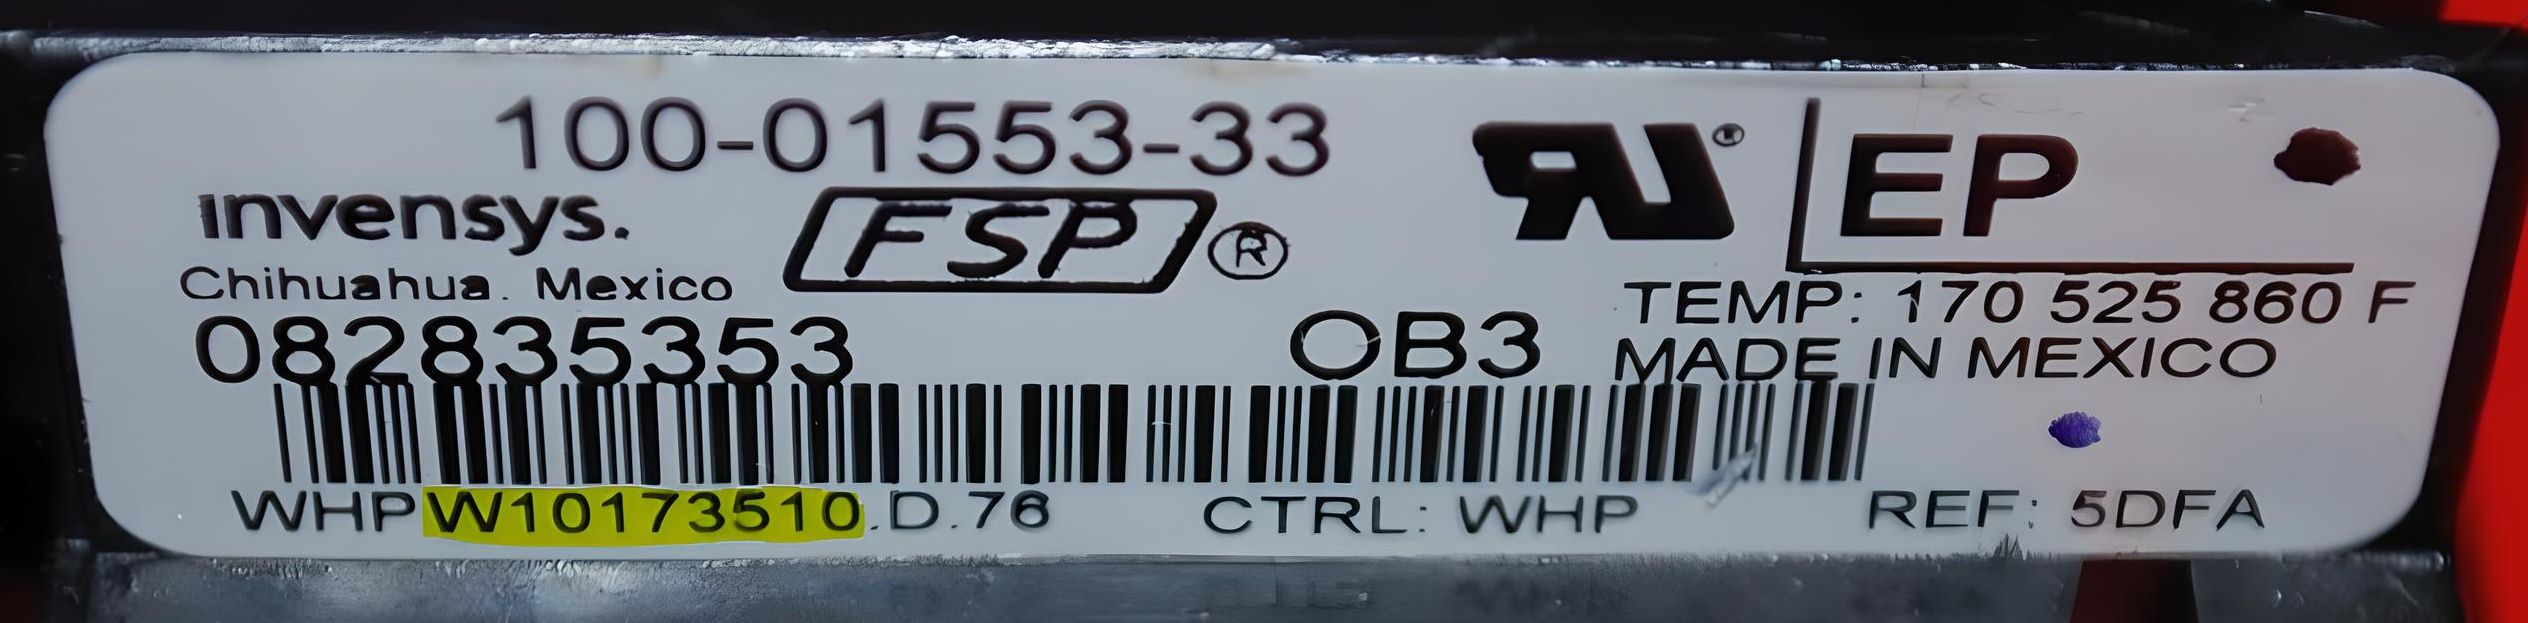 100-01553-33
invensys.
FSP®
EP
Chihuahua. Mexico
TEMP: 170 525 860 F
082835353
OB3
MADE IN MEXICO
WHPW10173510.D.76
CTRL: WHP
REF: 5DFA